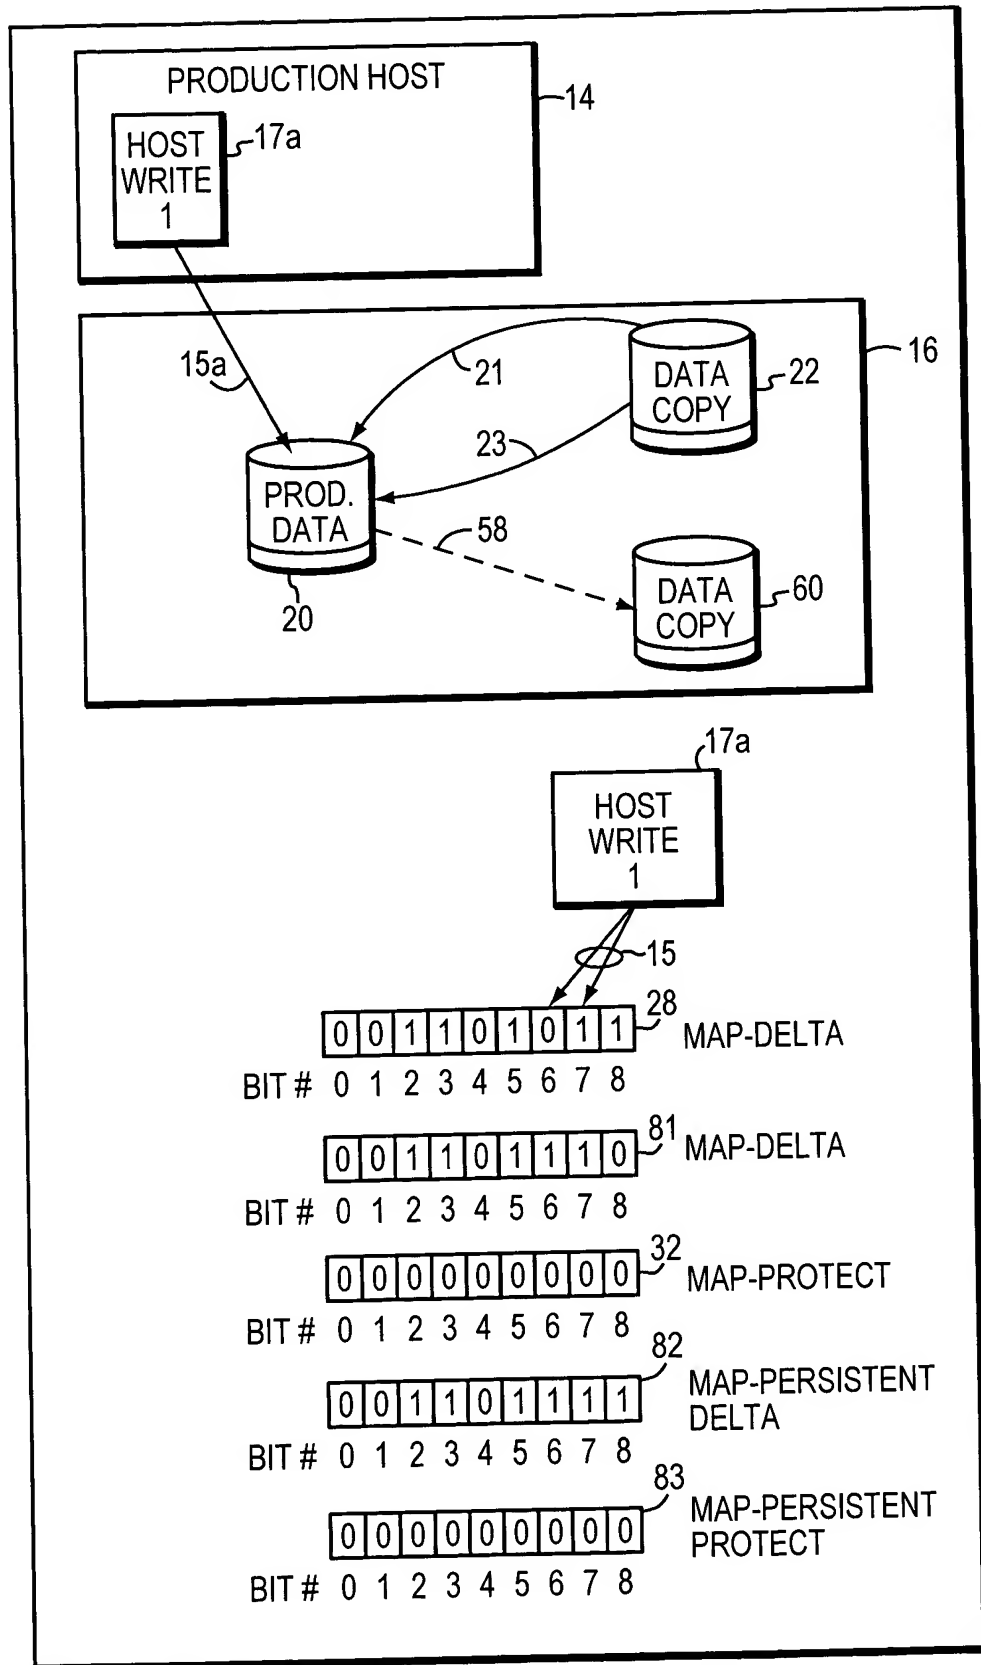 PRODUCTION HOST
14
HOST
WRITE
1
17a
15a
21
DATA
COPY
22
16
23
PROD.
DATA
20
58
DATA
COPY
60
17a
HOST
WRITE
1
15
0 0 1 1 0 1 0 1 1 28 MAP-DELTA
BIT # 0 1 2 3 4 5 6 7 8
0 0 1 1 0 1 1 1 0 81 MAP-DELTA
BIT # 0 1 2 3 4 5 6 7 8
0 0 0 0 0 0 0 0 0 32 MAP-PROTECT
BIT # 0 1 2 3 4 5 6 7 8
82
0 0 1 1 0 1 1 1 1 MAP-PERSISTENT
DELTA
BIT # 0 1 2 3 4 5 6 7 8
83
0 0 0 0 0 0 0 0 0 MAP-PERSISTENT
PROTECT
BIT # 0 1 2 3 4 5 6 7 8